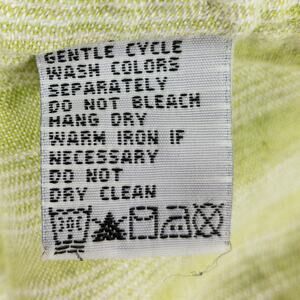 GENTLE CYCLE
WASH COLORS
SEPARATELY
DO NOT BLEACH
HANG DRY
WARM IRON IF
NECESSARY
DO NOT
DRY CLEAN